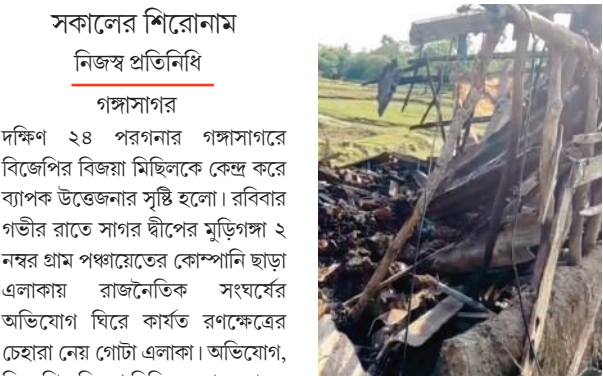 সকালের শিরোনাম
নিজস্ব প্রতিনিধি
গঙ্গাসাগর
দক্ষিণ ২৪ পরগনার গঙ্গাসাগরে
বিজেপির বিজয়া মিছিলকে কেন্দ্র করে
ব্যাপক উত্তেজনার সৃষ্টি হলো। রবিবার
গভীর রাতে সাগর দ্বীপের মুড়িগঙ্গা ২
নম্বর গ্রাম পঞ্চায়েতের কোম্পানি ছাড়া
এলাকায় রাজনৈতিক সংঘর্ষের
অভিযোগ ঘিরে কার্যত রণক্ষেত্রের
চেহারা নেয় গোটা এলাকা। অভিযোগ,